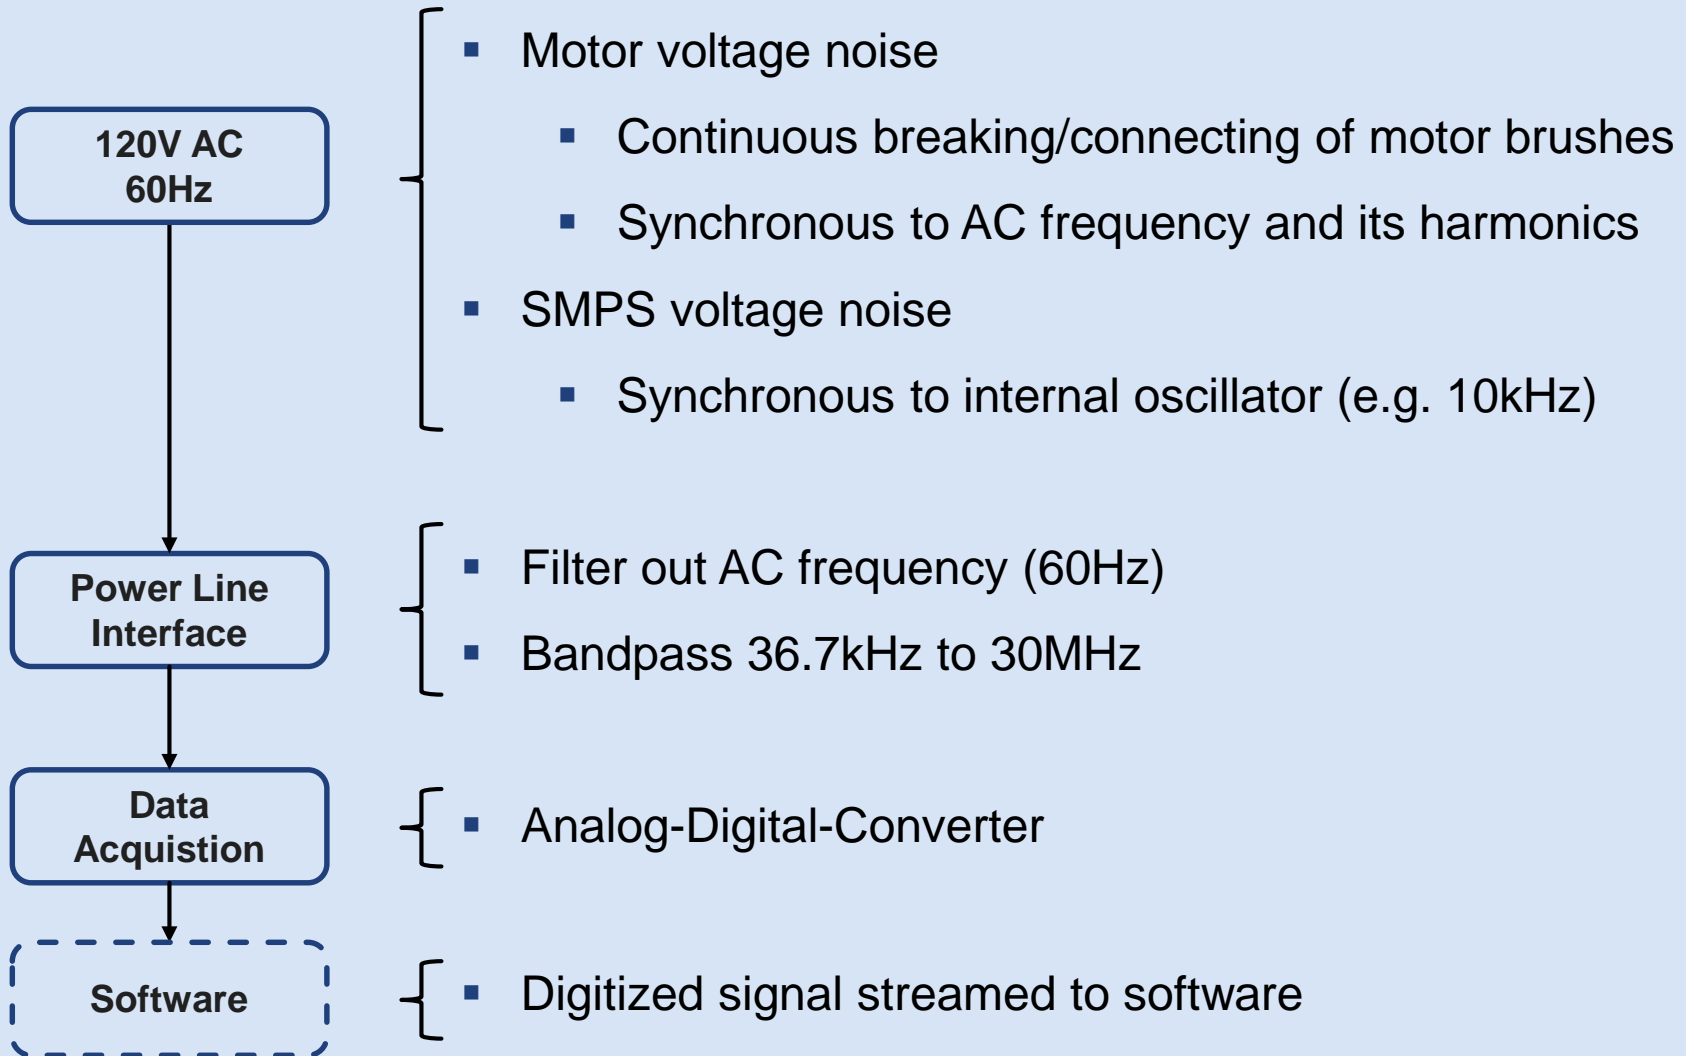 120V AC
60Hz
Motor voltage noise
Continuous breaking/connecting of motor brushes
Synchronous to AC frequency and its harmonics
SMPS voltage noise
Synchronous to internal oscillator (e.g. 10kHz)
Power Line
Interface
Filter out AC frequency (60Hz)
Bandpass 36.7kHz to 30MHz
Data
Acquistion
Analog-Digital-Converter
Software
Digitized signal streamed to software